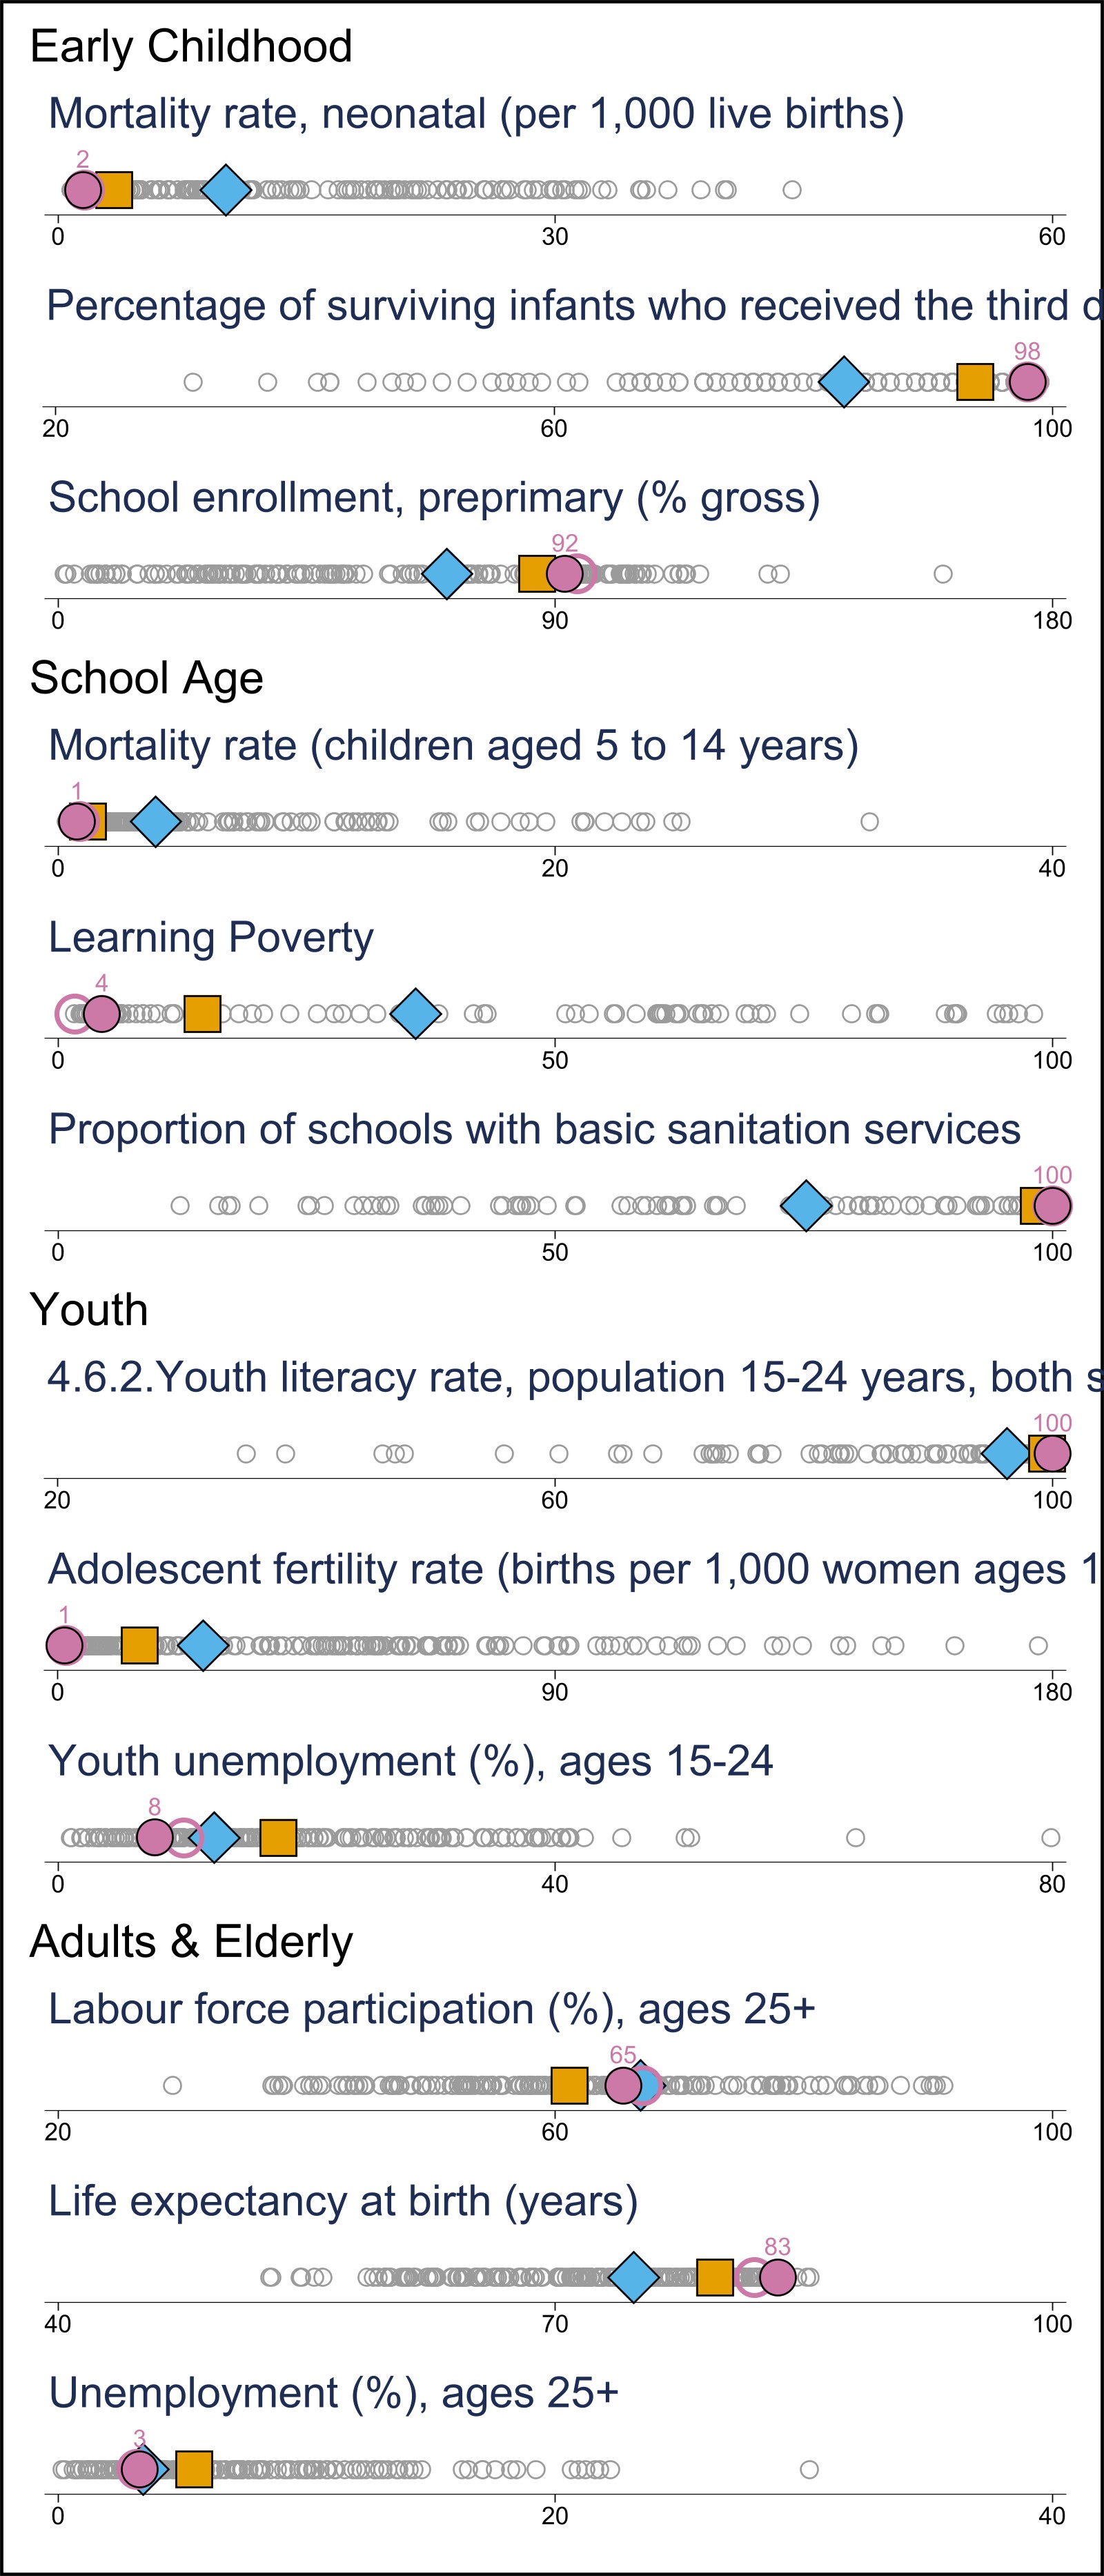 Early Childhood
Mortality rate, neonatal (per 1,000 live births)
2
0 30 60
Percentage of surviving infants who received the third d
98
20 60 100
School enrollment, preprimary (% gross)
92
0 90 180
School Age
Mortality rate (children aged 5 to 14 years)
1
0 20 40
Learning Poverty
4
0 50 100
Proportion of schools with basic sanitation services
100
0 50 100
Youth
4.6.2.Youth literacy rate, population 15-24 years, both s
100
20 60 100
Adolescent fertility rate (births per 1,000 women ages 1
1
0 90 180
Youth unemployment (%), ages 15-24
8
0 40 80
Adults & Elderly
Labour force participation (%), ages 25+
65
20 60 100
Life expectancy at birth (years)
83
40 70 100
Unemployment (%), ages 25+
3
0 20 40